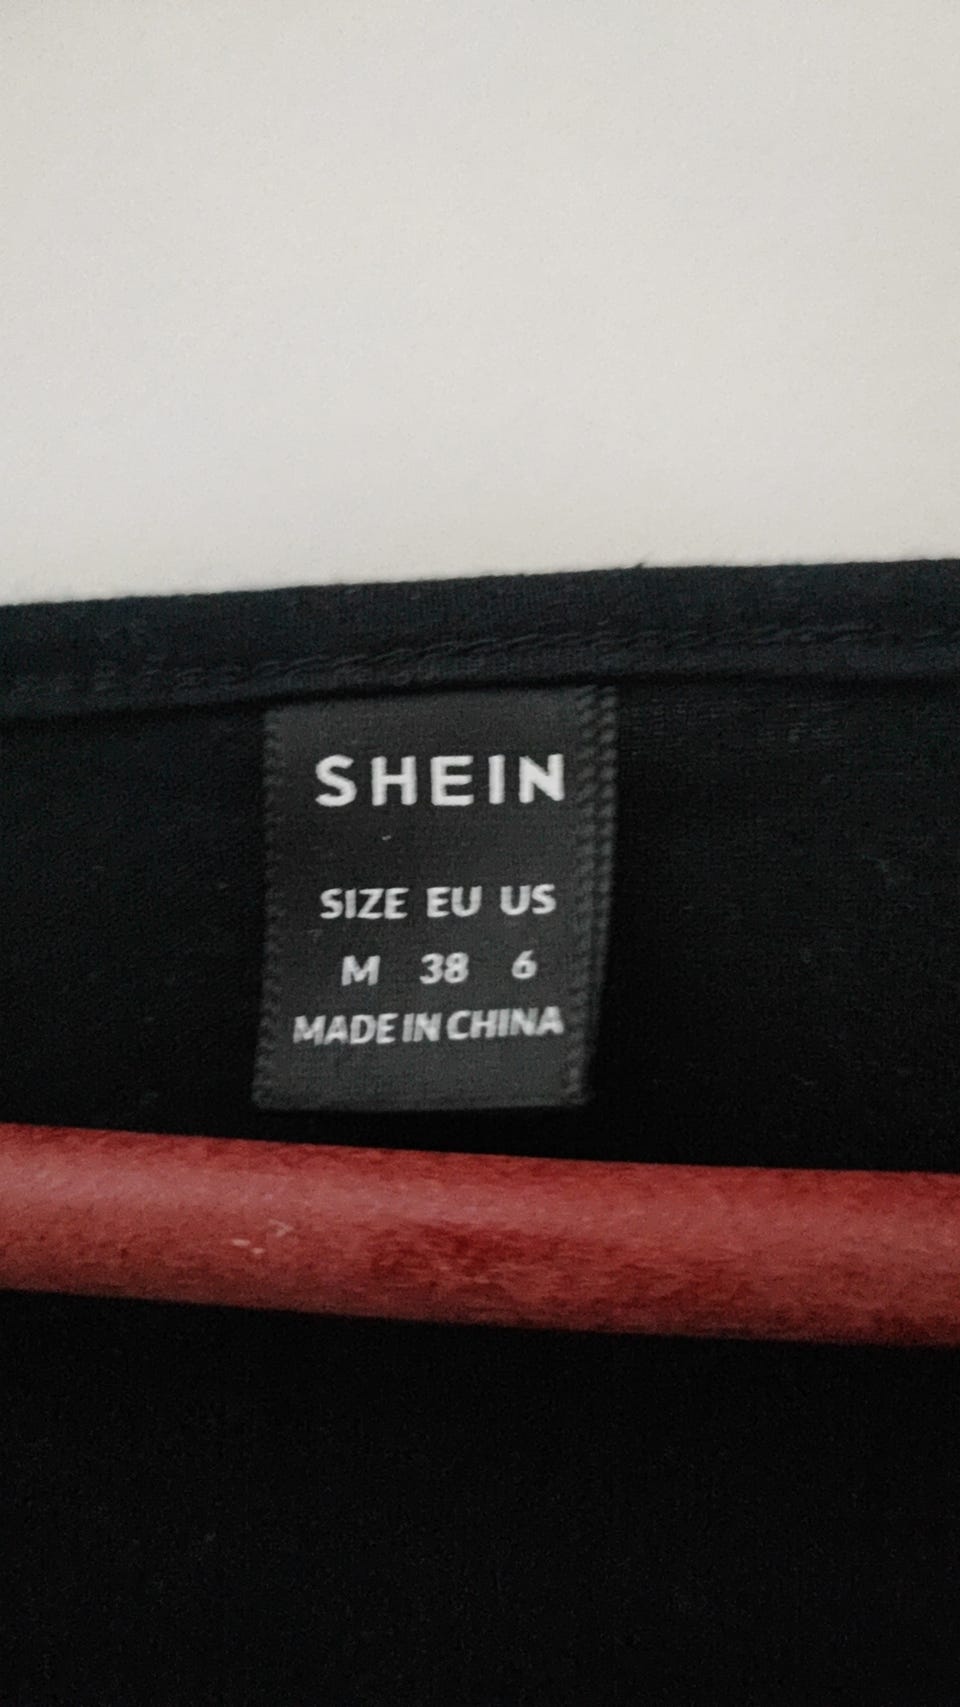 SHEIN
SIZE EU US
M 38 6
MADE IN CHINA